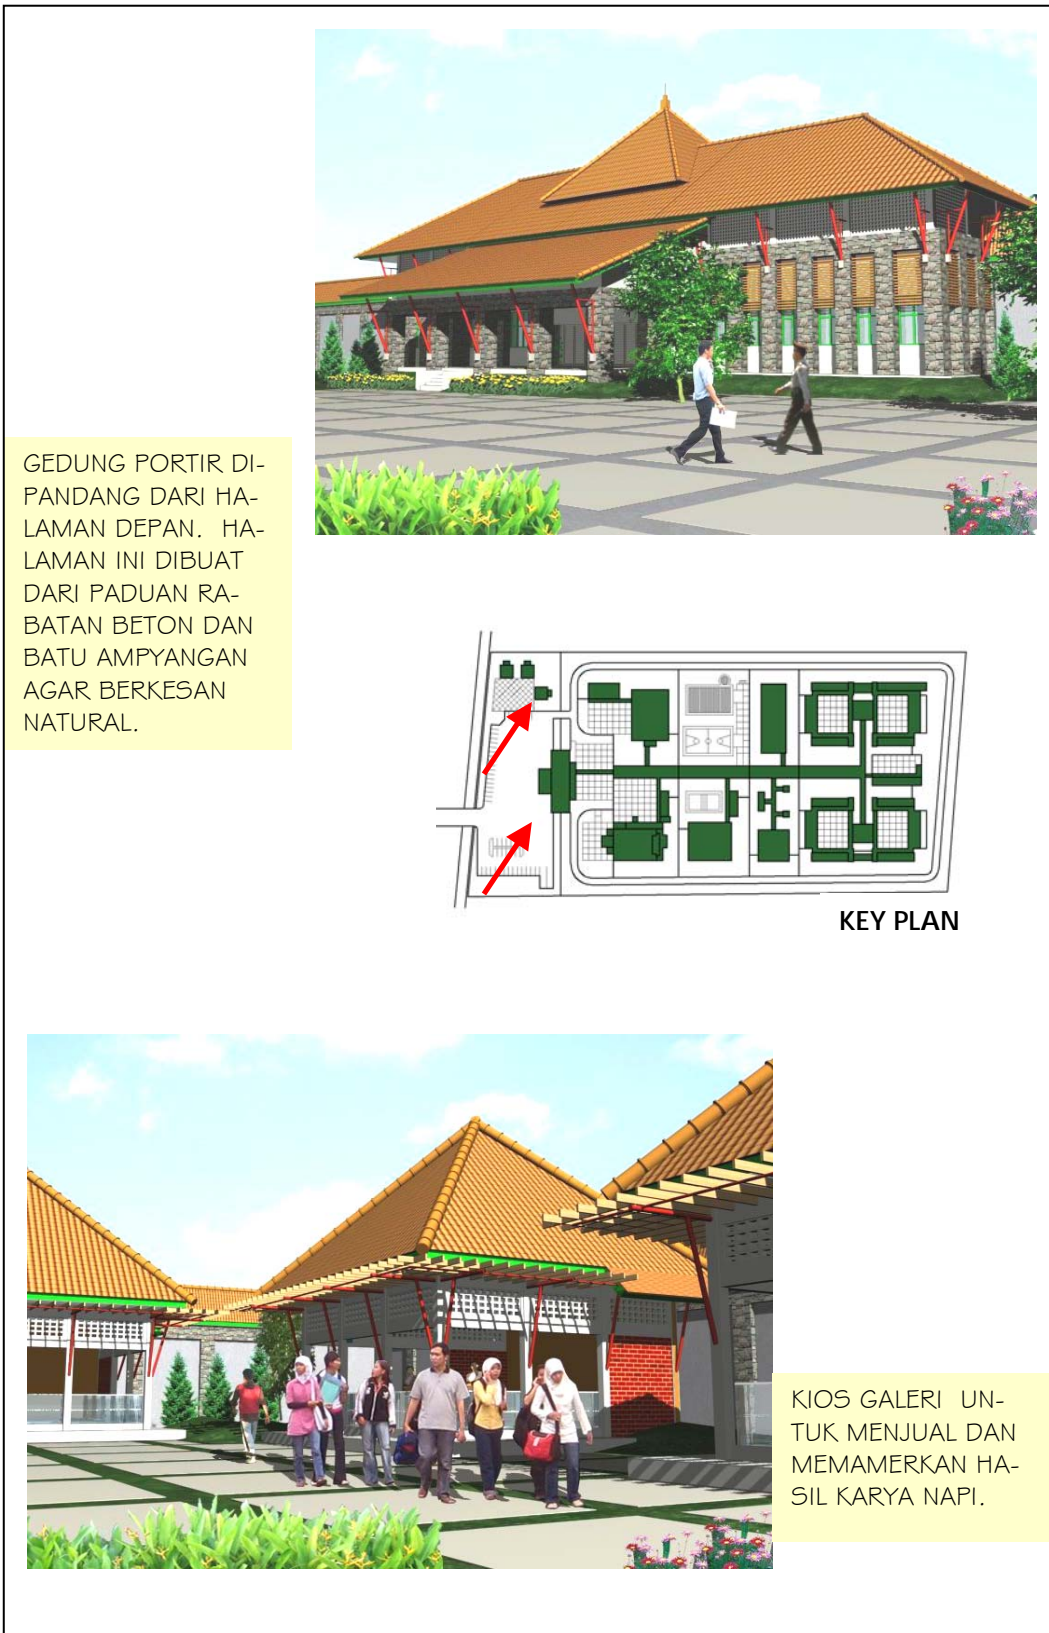 GEDUNG PORTIR DI-
PANDANG DARI HA-
LAMAN DEPAN. HA-
LAMAN INI DIBUAT
DARI PADUAN RA-
BATAN BETON DAN
BATU AMPYANGAN
AGAR BERKESAN
NATURAL.
KEY PLAN
KIOS GALERI UN-
TUK MENJUAL DAN
MEMAMERKAN HA-
SIL KARYA NAPI.